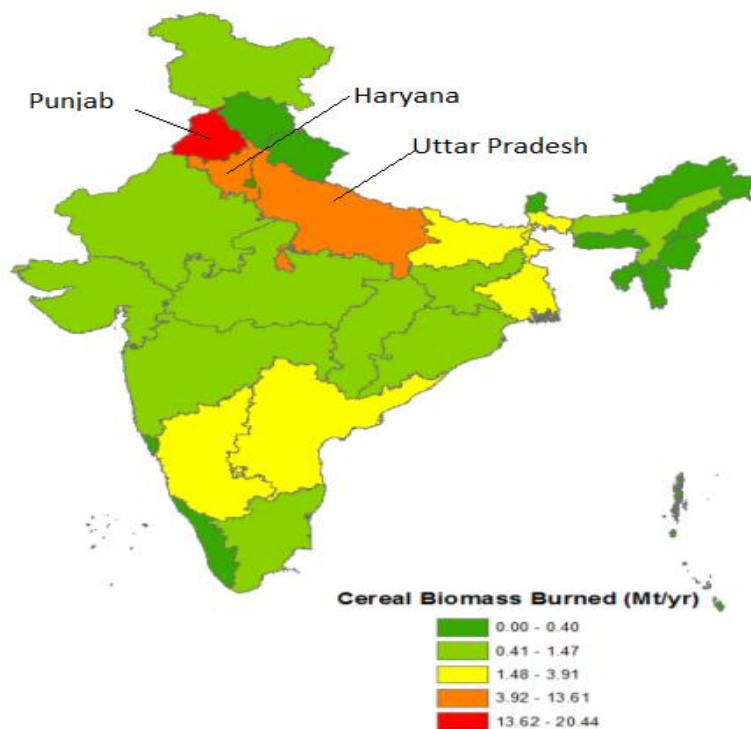 Punjab
Haryana
Uttar Pradesh
Cereal Biomass Burned (Mt/yr)
0.00 - 0.40
0.41 - 1.47
1.48 - 3.91
3.92 - 13.61
13.62 - 20.44